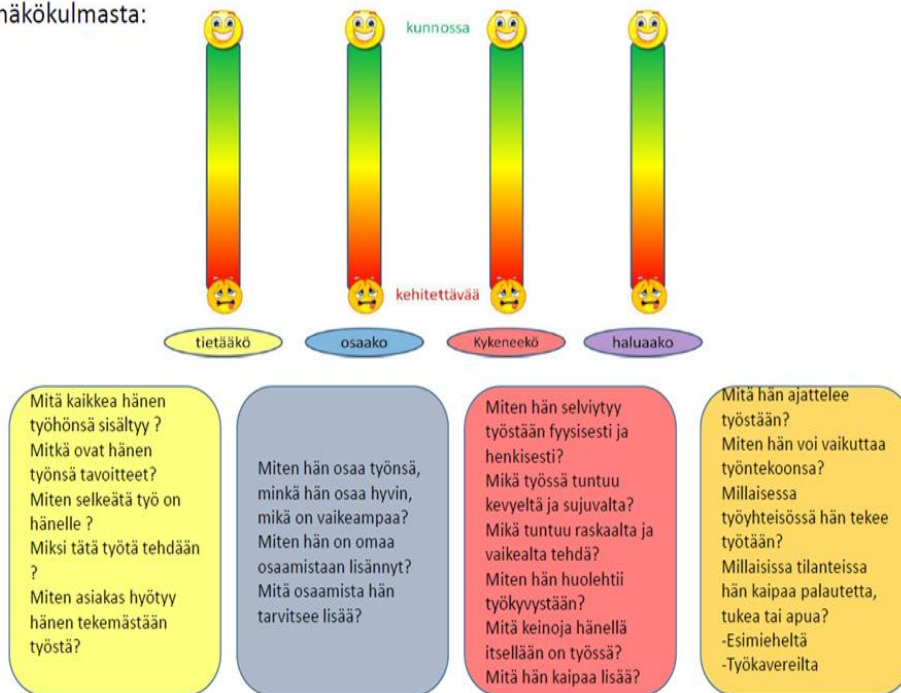 näkökulmasta:
kunnossa
kehitettävää
tietääkö
osaako
Kykeneekö
haluaako
Mitä kaikkea hänen
työhönsä sisältyy ?
Mitkä ovat hänen
työnsä tavoitteet?
Miten selkeätä työ on
hänelle ?
Miksi tätä työtä tehdään
?
Miten asiakas hyötyy
hänen tekemästään
työstä?
Miten hän osaa työnsä,
minkä hän osaa hyvin,
mikä on vaikeampaa?
Miten hän on omaa
osaamistaan lisännyt?
Mitä osaamista hän
tarvitsee lisää?
Miten hän selviytyy
työstään fyysisesti ja
henkisesti?
Mikä työssä tuntuu
kevyeltä ja sujuvalta?
Mikä tuntuu raskaalta ja
vaikealta tehdä?
Miten hän huolehtii
työkyvystään?
Mitä keinoja hänellä
itsellään on työssä?
Mitä hän kaipaa lisää?
Mitä hän ajattelee
työstään?
Miten hän voi vaikuttaa
työntekoonsa?
Millaisessa
työyhteisössä hän tekee
työtään?
Millaisissa tilanteissa
hän kaipaa palautetta,
tukea tai apua?
-Esimieheltä
-Työkavereilta